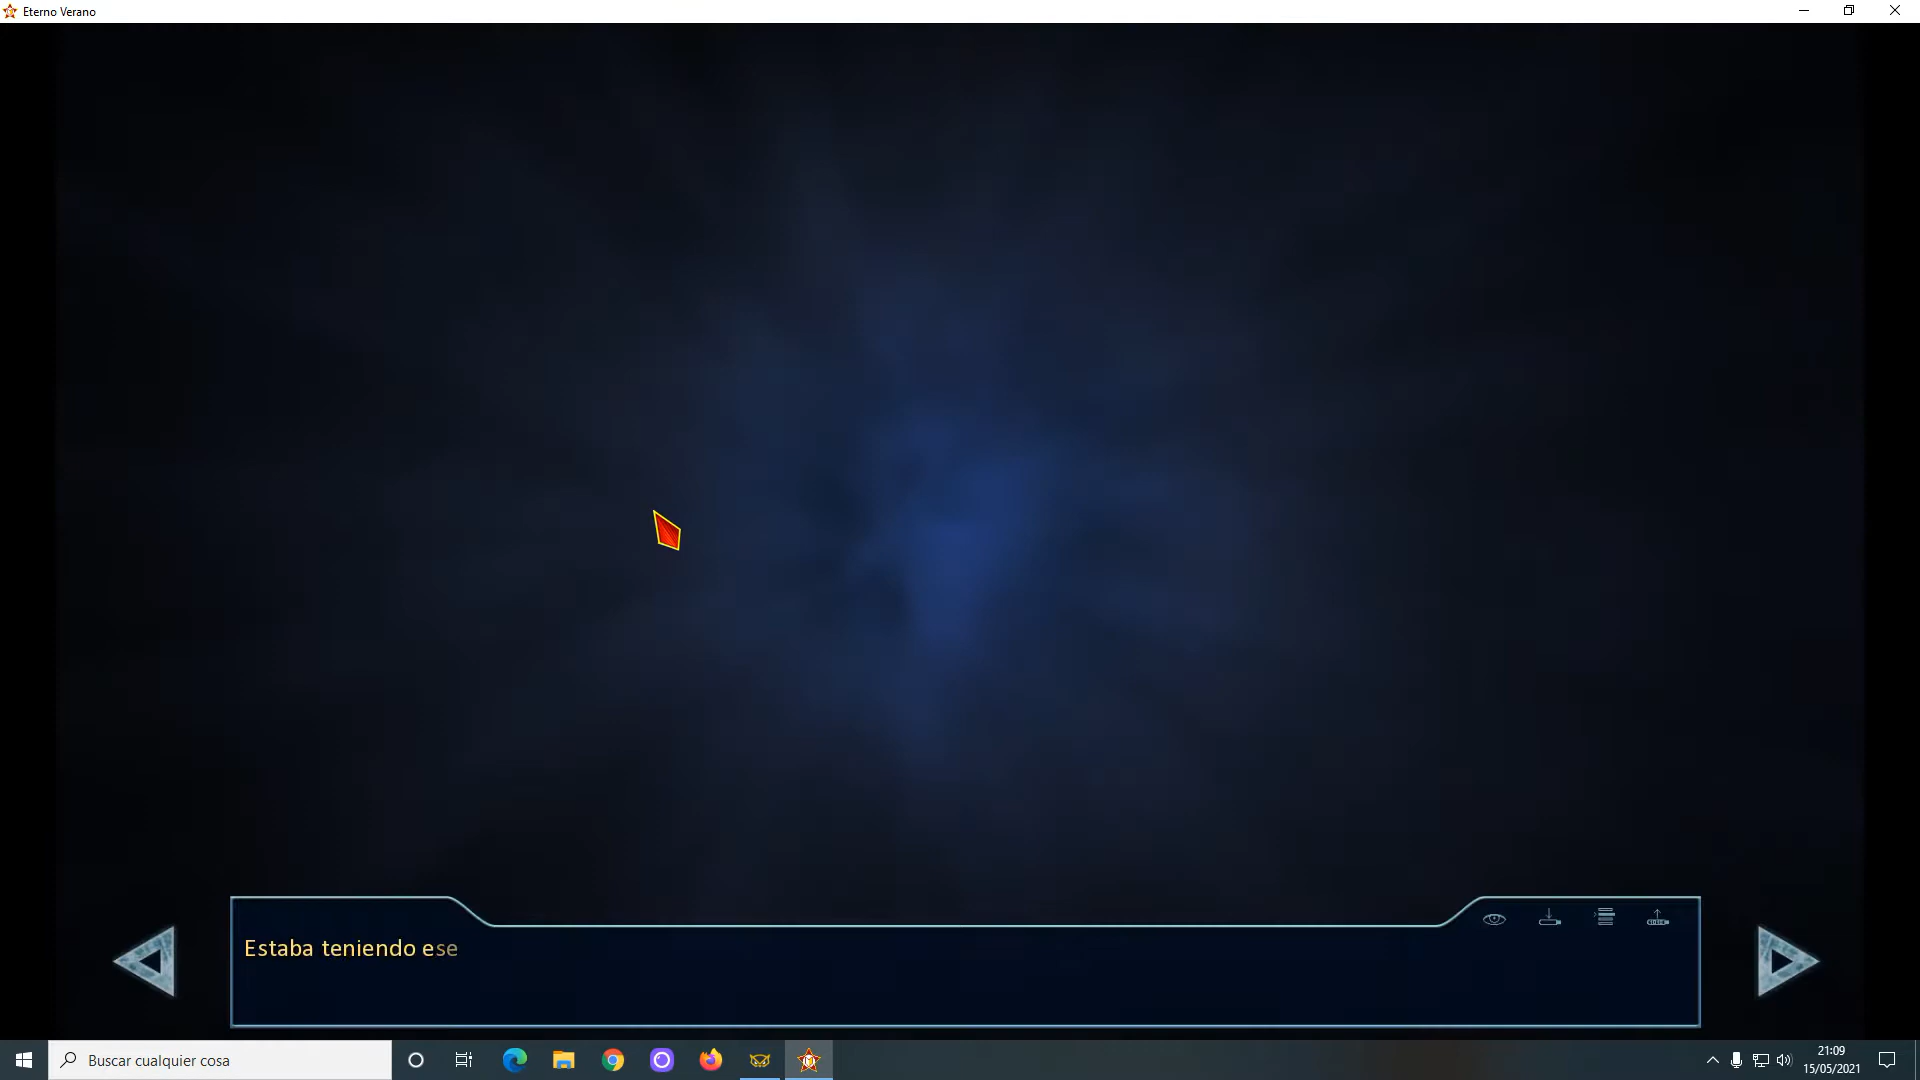 Eterno Verano
Estaba teniendo ese
Buscar cualquier cosa
21:09
15/05/2021